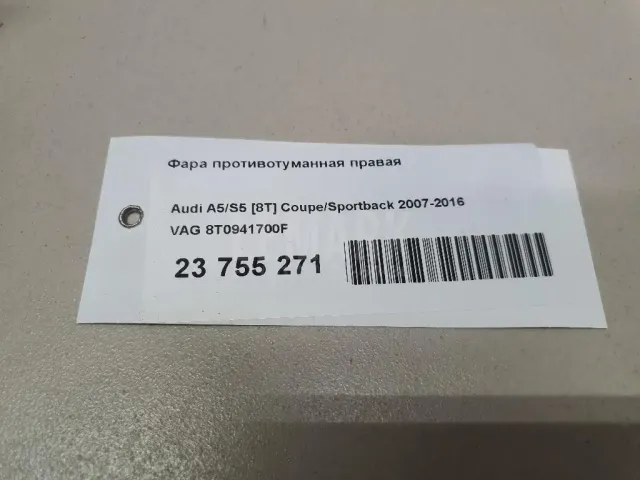 Фара противотуманная правая
Audi A5/S5 [8T] Coupe/Sportback 2007-2016
VAG 8T0941700F
23 755 271